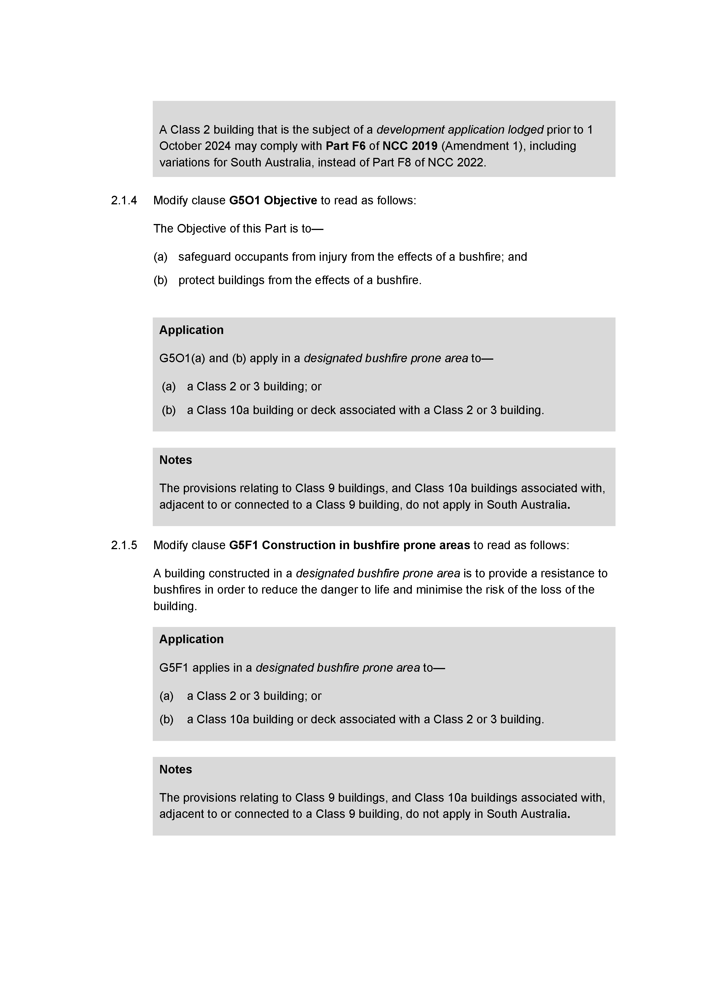 A Class 2 building that is the subject of a development application lodged prior to 1
October 2024 may comply with Part F6 of NCC 2019 (Amendment 1), including
variations for South Australia, instead of Part F8 of NCC 2022.
2.1.4 Modify clause G5O1 Objective to read as follows:
The Objective of this Part is to—
(a) safeguard occupants from injury from the effects of a bushfire; and
(b) protect buildings from the effects of a bushfire.
Application
G5O1(a) and (b) apply in a designated bushfire prone area to—
(a) a Class 2 or 3 building; or
(b) a Class 10a building or deck associated with a Class 2 or 3 building.
Notes
The provisions relating to Class 9 buildings, and Class 10a buildings associated with,
adjacent to or connected to a Class 9 building, do not apply in South Australia.
2.1.5 Modify clause G5F1 Construction in bushfire prone areas to read as follows:
A building constructed in a designated bushfire prone area is to provide a resistance to
bushfires in order to reduce the danger to life and minimise the risk of the loss of the
building.
Application
G5F1 applies in a designated bushfire prone area to—
(a) a Class 2 or 3 building; or
(b) a Class 10a building or deck associated with a Class 2 or 3 building.
Notes
The provisions relating to Class 9 buildings, and Class 10a buildings associated with,
adjacent to or connected to a Class 9 building, do not apply in South Australia.